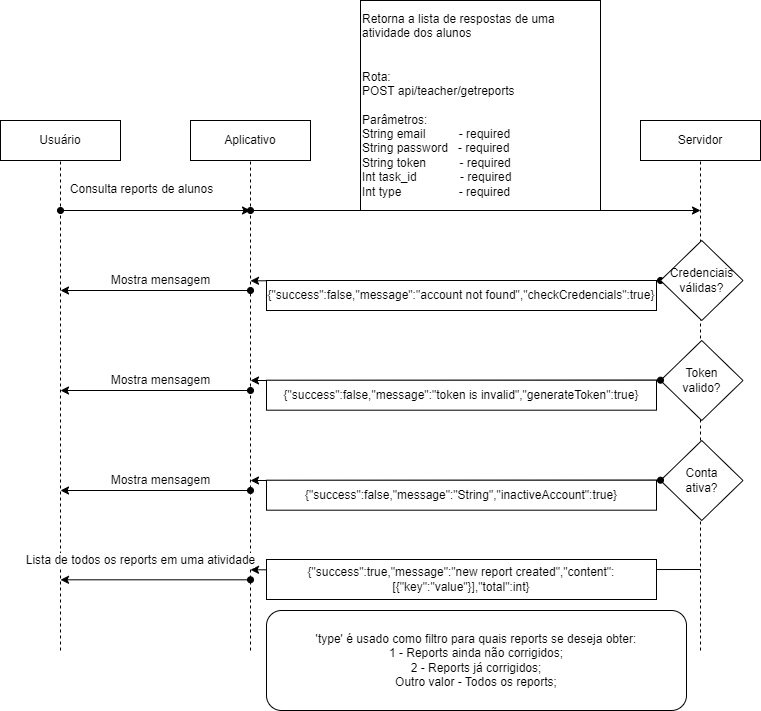 Retorna a lista de respostas de uma
atividade dos alunos
Rota:
POST api/teacher/getreports
Parâmetros:
String email - required
String password - required
String token - required
Int task_id - required
Int type - required
Usuário
Aplicativo
Servidor
Consulta reports de alunos
Credenciais
válidas?
Mostra mensagem
{"success":false,"message":"account not found","checkCredencials":true}
Token
valido?
Mostra mensagem
{"success":false,"message":"token is invalid","generateToken":true}
Conta
ativa?
Mostra mensagem
{"success":false,"message":"String","inactiveAccount":true}
Lista de todos os reports em uma atividade
{"success":true,"message":"new report created","content":
[{"key":"value"}],"total":int}
'type' é usado como filtro para quais reports se deseja obter:
1 - Reports ainda não corrigidos;
2 - Reports já corrigidos;
Outro valor - Todos os reports;